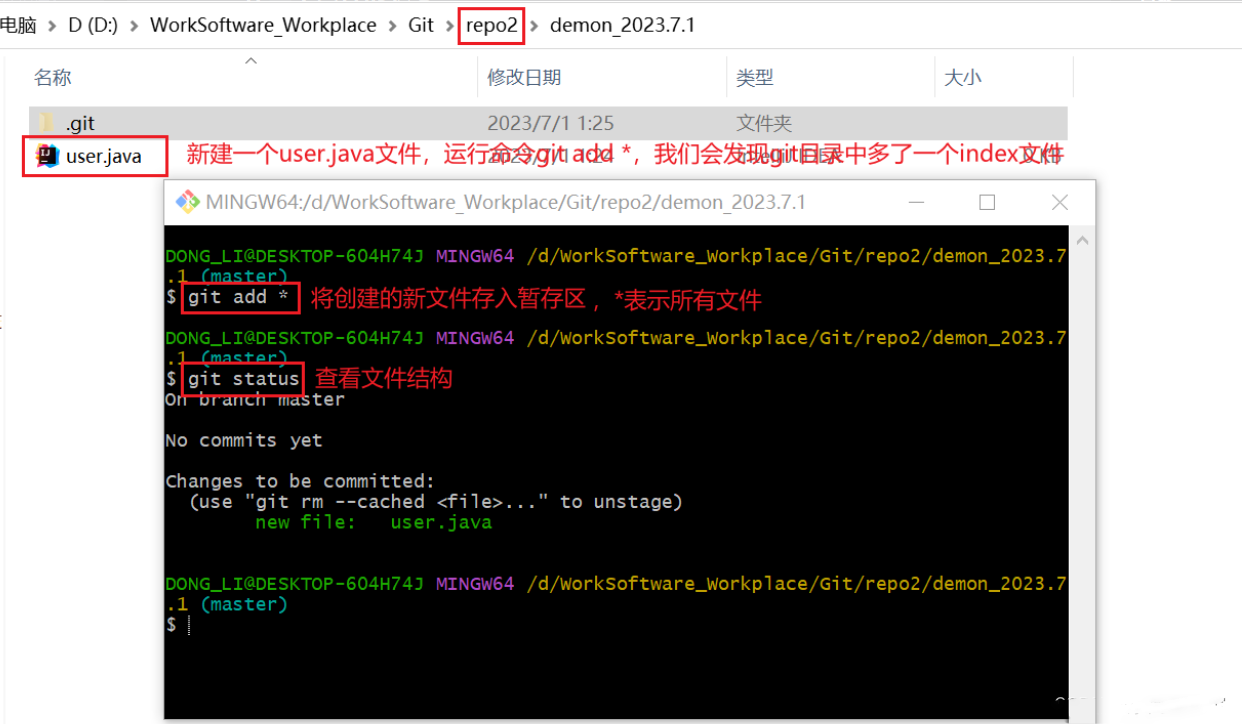 电脑 > D (D:) > WorkSoftware_Workplace > Git > repo2 > demon_2023.7.1
名称 修改日期 类型 大小
.git 2023/7/1 1:25 文件夹
user.java 新建一个user.java文件，运行命令git add *，我们会发现git目录中多了一个index文件
MINGW64:/d/WorkSoftware_Workplace/Git/repo2/demon_2023.7.1
DONG_LI@DESKTOP-604H74J MINGW64 /d/WorkSoftware_Workplace/Git/repo2/demon_2023.7
.1 (master)
$ git add * 将创建的新文件存入暂存区，*表示所有文件
DONG_LI@DESKTOP-604H74J MINGW64 /d/WorkSoftware_Workplace/Git/repo2/demon_2023.7
.1 (master)
$ git status 查看文件结构
On branch master
No commits yet
Changes to be committed:
(use "git rm --cached <file>..." to unstage)
new file: user.java
DONG_LI@DESKTOP-604H74J MINGW64 /d/WorkSoftware_Workplace/Git/repo2/demon_2023.7
.1 (master)
$